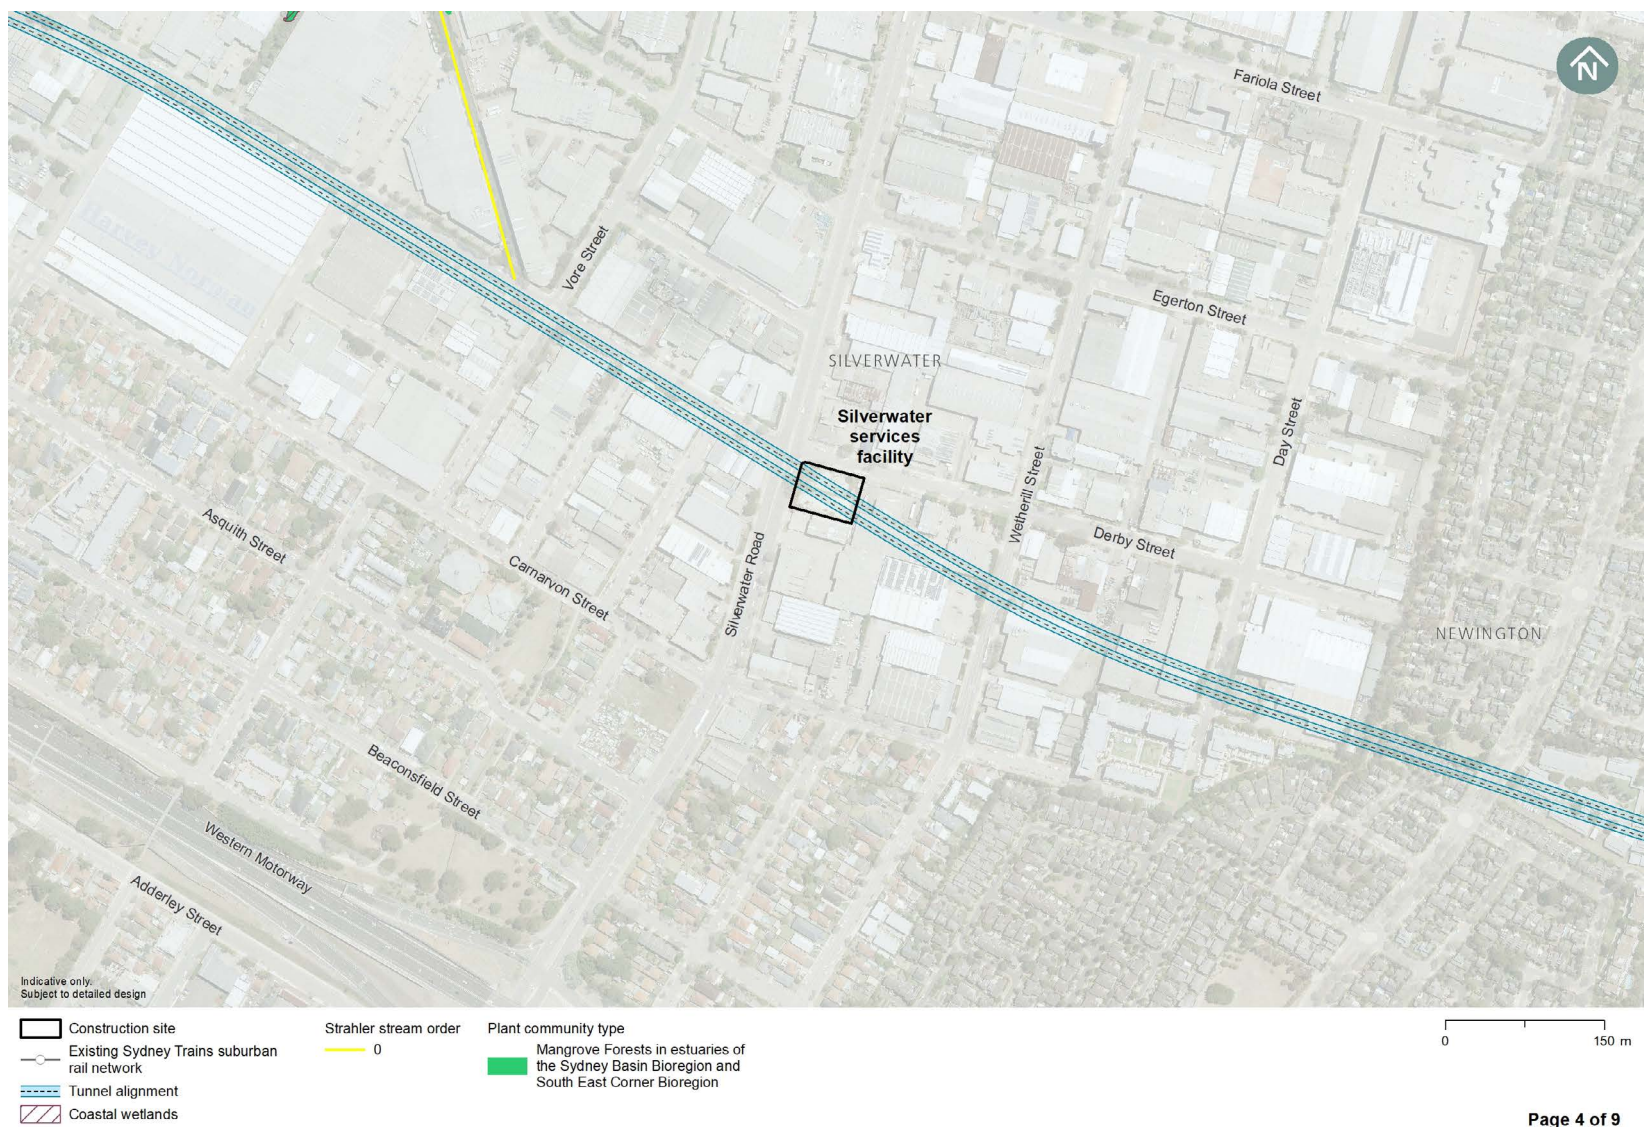 N
Fariola Street
Vore Street
Egerton Street
SILVERWATER
Silverwater
services
facility
Day Street
Wetherill Street
Asquith Street
Derby Street
Carnarvon Street
Silverwater Road
NEWINGTON
Beaconsfield Street
Western Motorway
Adderley Street
Indicative only.
Subject to detailed design
Construction site
Existing Sydney Trains suburban
rail network
Tunnel alignment
Coastal wetlands
Strahler stream order
0
Plant community type
Mangrove Forests in estuaries of
the Sydney Basin Bioregion and
South East Corner Bioregion
0 150 m
Page 4 of 9